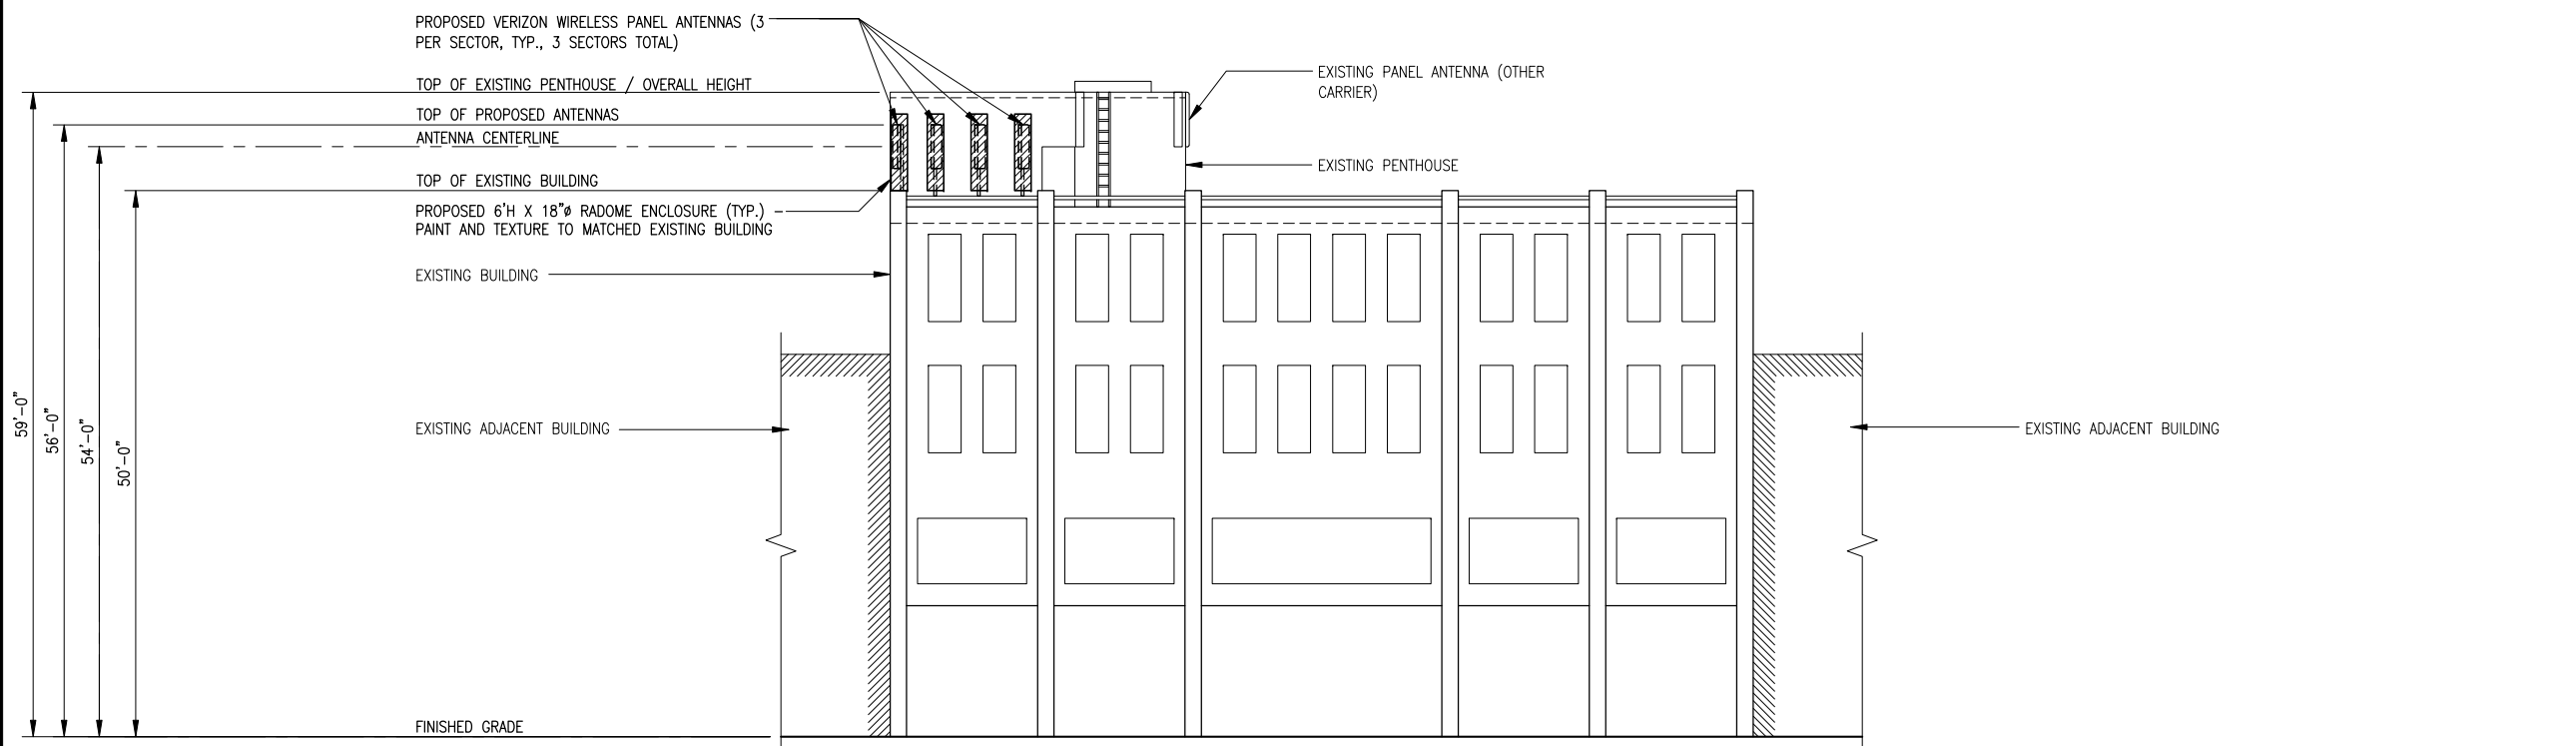 PROPOSED VERIZON WIRELESS PANEL ANTENNAS (3
PER SECTOR, TYP., 3 SECTORS TOTAL)
TOP OF EXISTING PENTHOUSE / OVERALL HEIGHT
TOP OF PROPOSED ANTENNAS
ANTENNA CENTERLINE
TOP OF EXISTING BUILDING
PROPOSED 6'H X 18"ø RADOME ENCLOSURE (TYP.)
PAINT AND TEXTURE TO MATCHED EXISTING BUILDING
EXISTING BUILDING
EXISTING ADJACENT BUILDING
FINISHED GRADE
59'-0"
56'-0"
54'-0"
50'-0"
EXISTING PANEL ANTENNA (OTHER
CARRIER)
EXISTING PENTHOUSE
EXISTING ADJACENT BUILDING